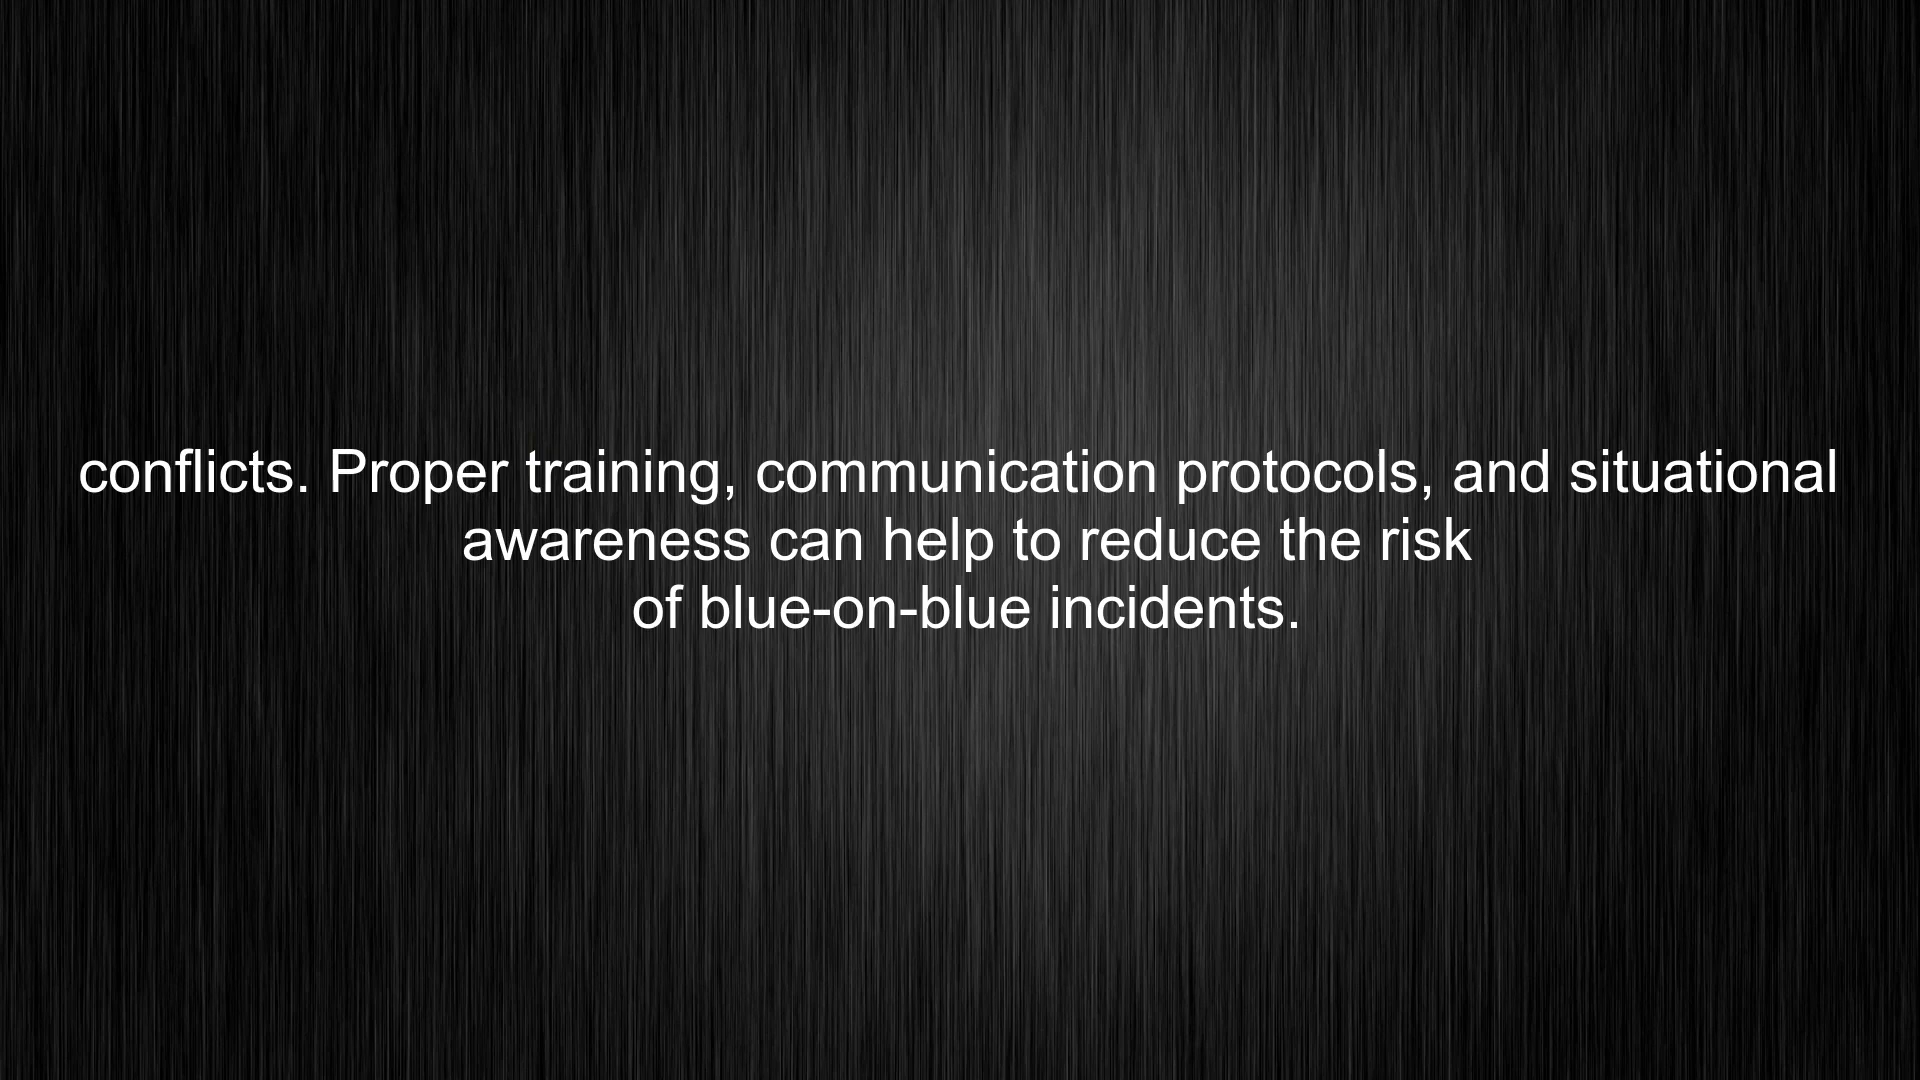 conflicts. Proper training, communication protocols, and situational
awareness can help to reduce the risk
of blue-on-blue incidents.